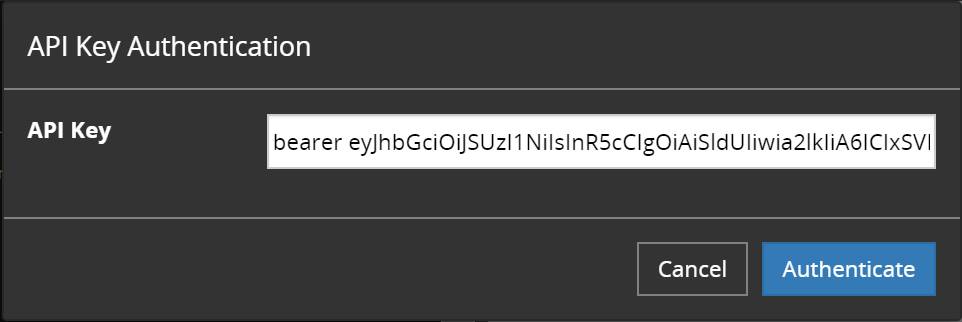 API Key Authentication
API Key
bearer eyJhbGciOiJSUzI1NiIsInR5cCIgOiAiSldUIiwia2lkIiA6ICIxSVI
Cancel
Authenticate